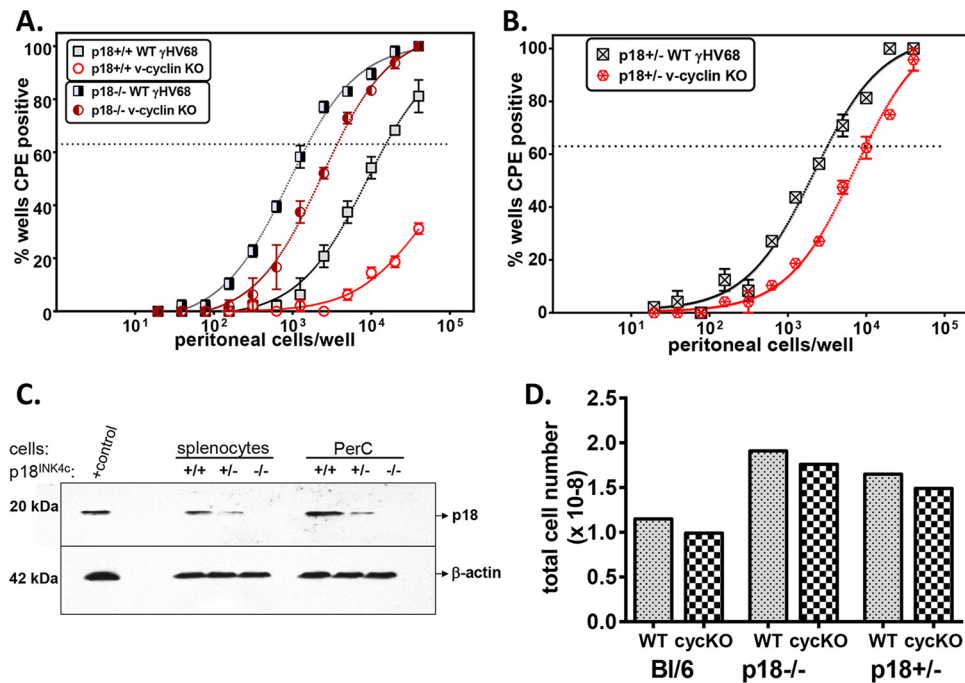 A.
100
80
60
40
20
0
% wells CPE positive
p18+/+ WT γHV68
p18+/+ v-cyclin KO
p18-/- WT γHV68
p18-/- v-cyclin KO
10¹ 10² 10³ 10⁴ 10⁵
peritoneal cells/well
B.
100
80
60
40
20
0
% wells CPE positive
p18+/- WT γHV68
p18+/- v-cyclin KO
10¹ 10² 10³ 10⁴ 10⁵
peritoneal cells/well
C.
cells: +control splenocytes PerC
p18INK4c: +/+ +/- -/- +/+ +/- -/-
20 kDa p18
42 kDa β-actin
D.
total cell number
(x 10-8)
2.5
2.0
1.5
1.0
0.5
0.0
WT cycKO WT cycKO WT cycKO
Bl/6 p18-/- p18+/-